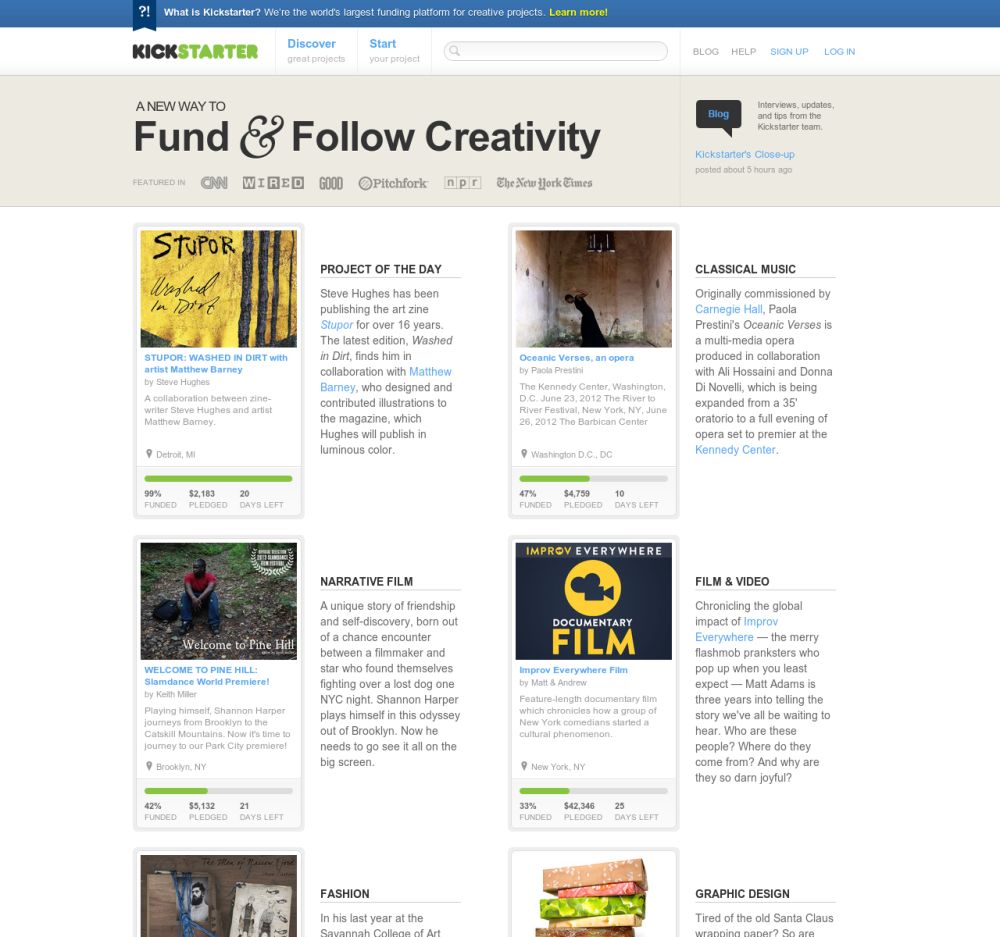 ?! What is Kickstarter? We're the world's largest funding platform for creative projects. Learn more!
KICKSTARTER
Discover
great projects
Start
your project
BLOG HELP SIGN UP LOG IN
A NEW WAY TO
Fund & Follow Creativity
FEATURED IN CNN WIRED GOOD Pitchfork npr The New York Times
Blog
Interviews, updates,
and tips from the
Kickstarter team.
Kickstarter's Close-up
posted about 5 hours ago
STUPOR
Washed
In Dirt
STUPOR: WASHED IN DIRT with
artist Matthew Barney
by Steve Hughes
A collaboration between zine-
writer Steve Hughes and artist
Matthew Barney.
Detroit, MI
99% $2,183 20
FUNDED PLEDGED DAYS LEFT
PROJECT OF THE DAY
Steve Hughes has been
publishing the art zine
Stupor for over 16 years.
The latest edition, Washed
in Dirt, finds him in
collaboration with Matthew
Barney, who designed and
contributed illustrations to
the magazine, which
Hughes will publish in
luminous color.
Oceanic Verses, an opera
by Paola Prestini
The Kennedy Center, Washington,
D.C. June 23, 2012 The River to
River Festival, New York, NY, June
26, 2012 The Barbican Center
Washington D.C., DC
47% $4,759 10
FUNDED PLEDGED DAYS LEFT
CLASSICAL MUSIC
Originally commissioned by
Carnegie Hall, Paola
Prestini's Oceanic Verses is
a multi-media opera
produced in collaboration
with Ali Hossaini and Donna
Di Novelli, which is being
expanded from a 35'
oratorio to a full evening of
opera set to premier at the
Kennedy Center.
Welcome to Pine Hill
WELCOME TO PINE HILL:
Slamdance World Premiere!
by Keith Miller
Playing himself, Shannon Harper
journeys from Brooklyn to the
Catskill Mountains. Now it's time to
journey to our Park City premiere!
Brooklyn, NY
42% $5,132 21
FUNDED PLEDGED DAYS LEFT
NARRATIVE FILM
A unique story of friendship
and self-discovery, born out
of a chance encounter
between a filmmaker and
star who found themselves
fighting over a lost dog one
NYC night. Shannon Harper
plays himself in this odyssey
out of Brooklyn. Now he
needs to go see it all on the
big screen.
IMPROV EVERYWHERE
DOCUMENTARY
FILM
Improv Everywhere Film
by Matt & Andrew
Feature-length documentary film
which chronicles how a group of
New York comedians started a
cultural phenomenon.
New York, NY
33% $42,346 25
FUNDED PLEDGED DAYS LEFT
FILM & VIDEO
Chronicling the global
impact of Improv
Everywhere — the merry
flashmob pranksters who
pop up when you least
expect — Matt Adams is
three years into telling the
story we've all be waiting to
hear. Who are these
people? Where do they
come from? And why are
they so darn joyful?
FASHION
In his last year at the
Savannah College of Art
GRAPHIC DESIGN
Tired of the old Santa Claus
wrapping paper? So are